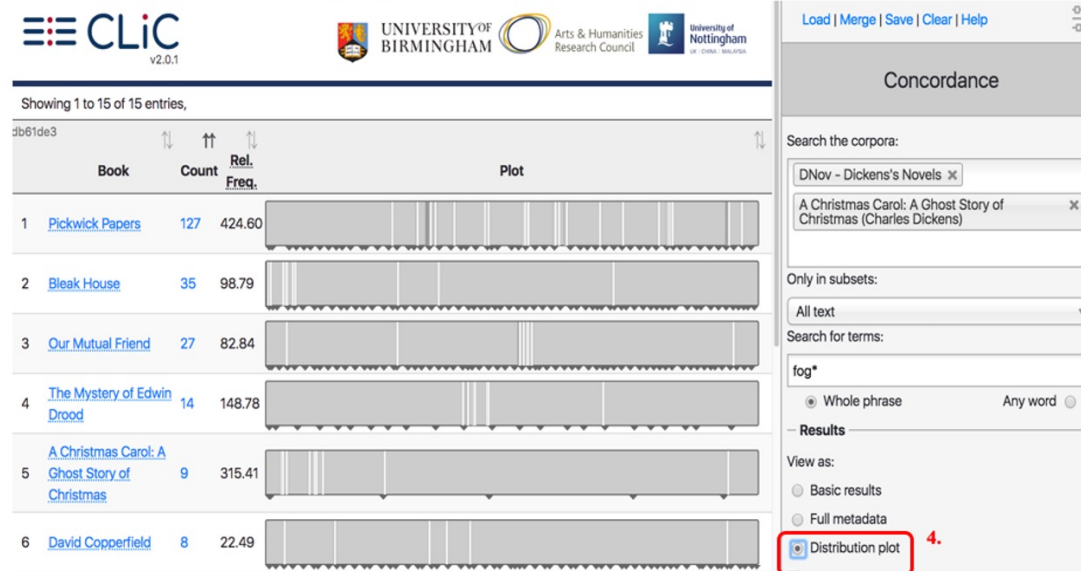 CLiC
v2.0.1
UNIVERSITY OF
BIRMINGHAM
Arts & Humanities
Research Council
University of
Nottingham
UK | CHINA | MALAYSIA
Showing 1 to 15 of 15 entries,
db61de3
Book
Count
Rel.
Freq.
Plot
1 Pickwick Papers 127 424.60
2 Bleak House 35 98.79
3 Our Mutual Friend 27 82.84
4 The Mystery of Edwin
Drood 14 148.78
5 A Christmas Carol: A
Ghost Story of
Christmas 9 315.41
6 David Copperfield 8 22.49
Load | Merge | Save | Clear | Help
Concordance
Search the corpora:
DNov - Dickens's Novels ×
A Christmas Carol: A Ghost Story of ×
Christmas (Charles Dickens)
Only in subsets:
All text
Search for terms:
fog*
Whole phrase
Any word
Results
View as:
Basic results
Full metadata
Distribution plot
4.